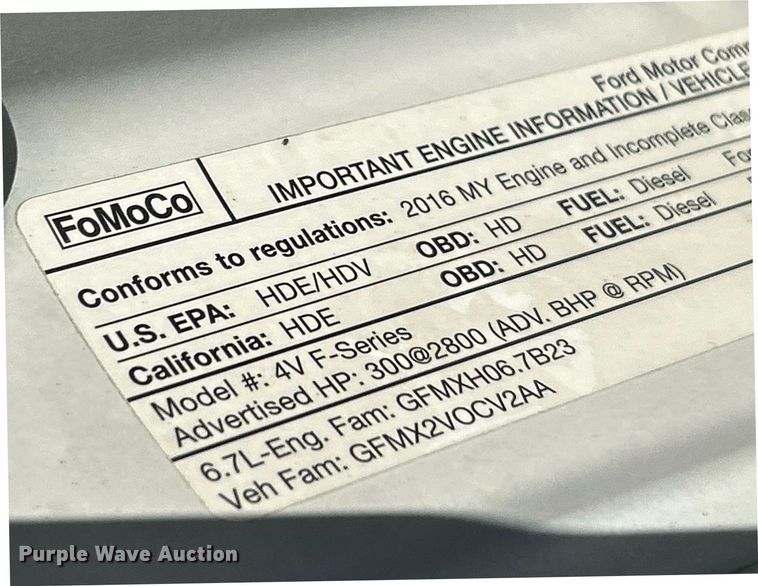 Ford Motor
IMPORTANT ENGINE INFORMATION / VEHICLE
FoMoCo
Conforms to regulations: 2016 MY Engine and Incomplete
U.S. EPA: HDE/HDV OBD: HD FUEL: Diesel
California: HDE OBD: HD FUEL: Diesel
Model #: 4V F-Series
Advertised HP: 300@2800 (ADV. BHP @ RPM)
6.7L-Eng. Fam: GFMXH06.7B23
Veh Fam: GFMX2VOCV2AA
Purple Wave Auction